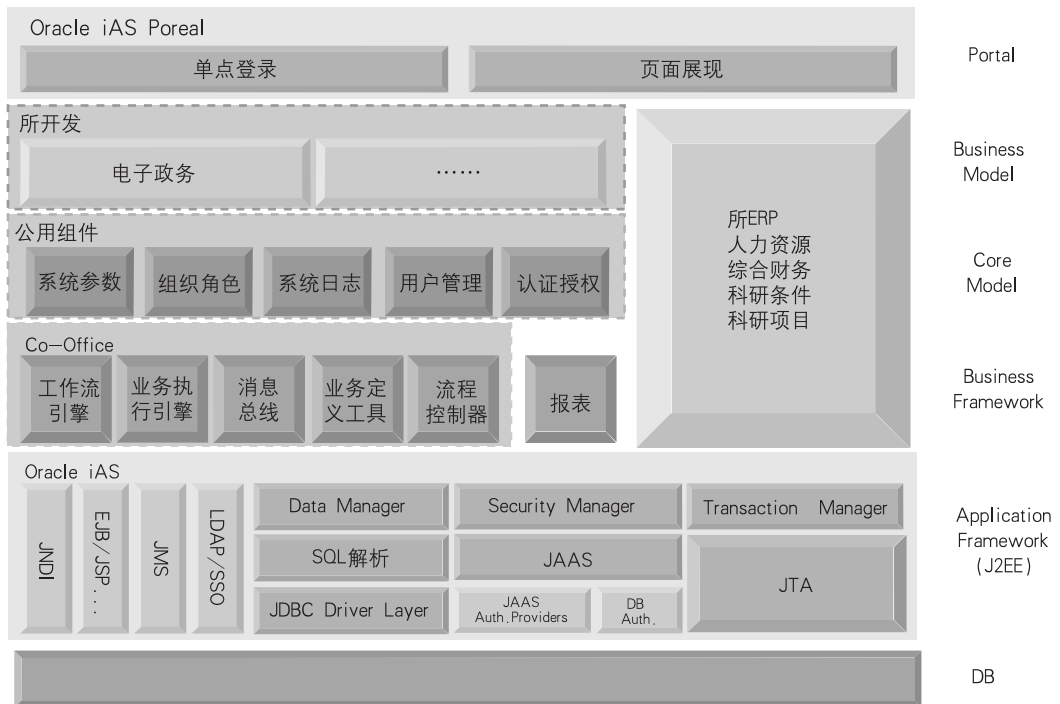 Oracle iAS Poreal
单点登录
页面展现
Portal
所开发
电子政务
……
Business
Model
公用组件
系统参数
组织角色
系统日志
用户管理
认证授权
所ERP
人力资源
综合财务
科研条件
科研项目
Core
Model
Co-Office
工作流
引擎
业务执
行引擎
消息
总线
业务定
义工具
流程
控制器
报表
Business
Framework
Oracle iAS
JNDI
EJB/JSP....
JMS
LDAP/SSO
Data Manager
Security Manager
Transaction Manager
SQL解析
JAAS
JTA
JDBC Driver Layer
JAAS
Auth.Providers
DB
Auth.
Application
Framework
(J2EE)
DB